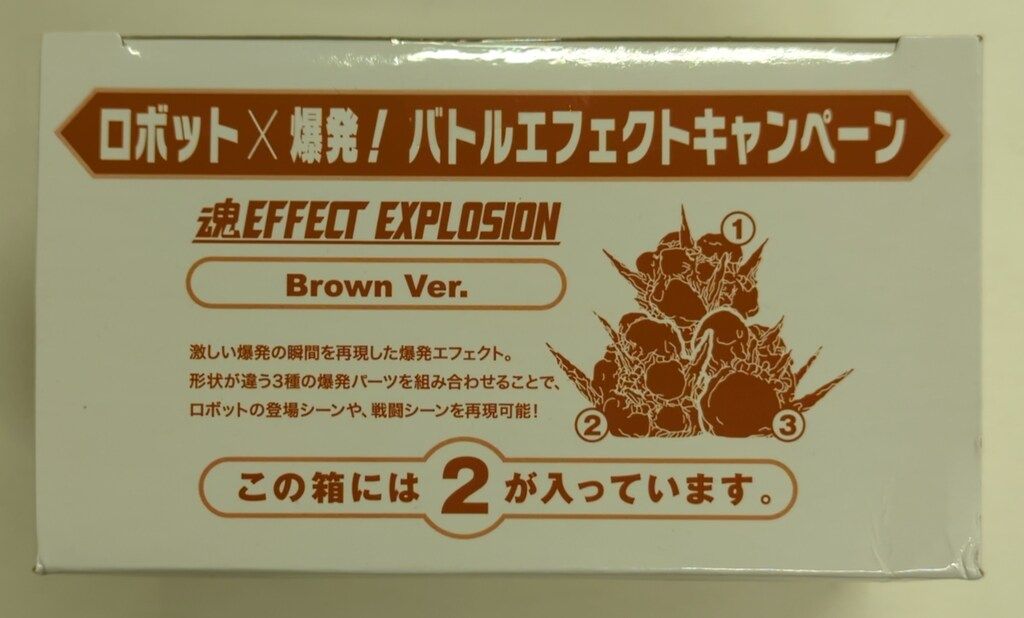 ロボット×爆発！バトルエフェクトキャンペーン
魂EFFECT EXPLOSION
Brown Ver.
激しい爆発の瞬間を再現した爆発エフェクト。
形状が違う3種の爆発パーツを組み合わせることで、
ロボットの登場シーンや、戦闘シーンを再現可能！
①
②
③
この箱には 2 が入っています。